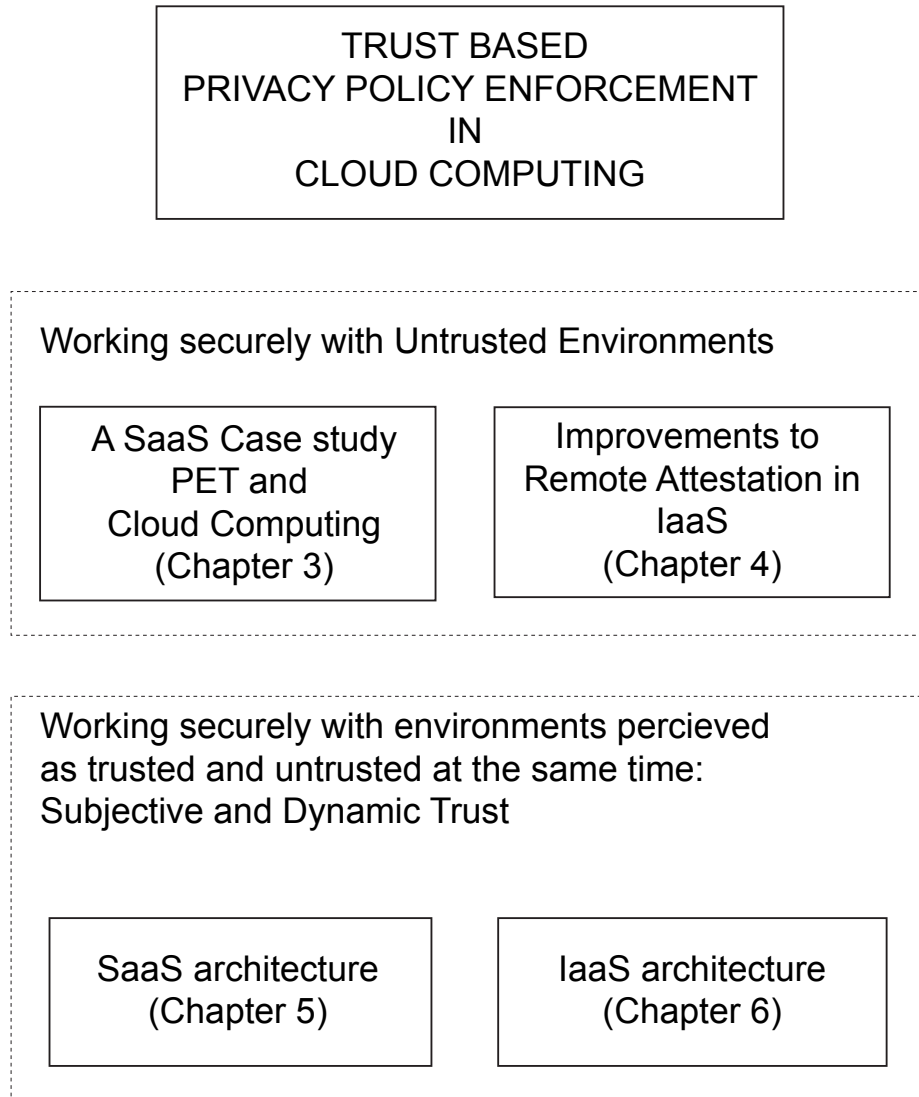 TRUST BASED
PRIVACY POLICY ENFORCEMENT
IN
CLOUD COMPUTING
Working securely with Untrusted Environments
A SaaS Case study
PET and
Cloud Computing
(Chapter 3)
Improvements to
Remote Attestation in
IaaS
(Chapter 4)
Working securely with environments percieved
as trusted and untrusted at the same time:
Subjective and Dynamic Trust
SaaS architecture
(Chapter 5)
IaaS architecture
(Chapter 6)